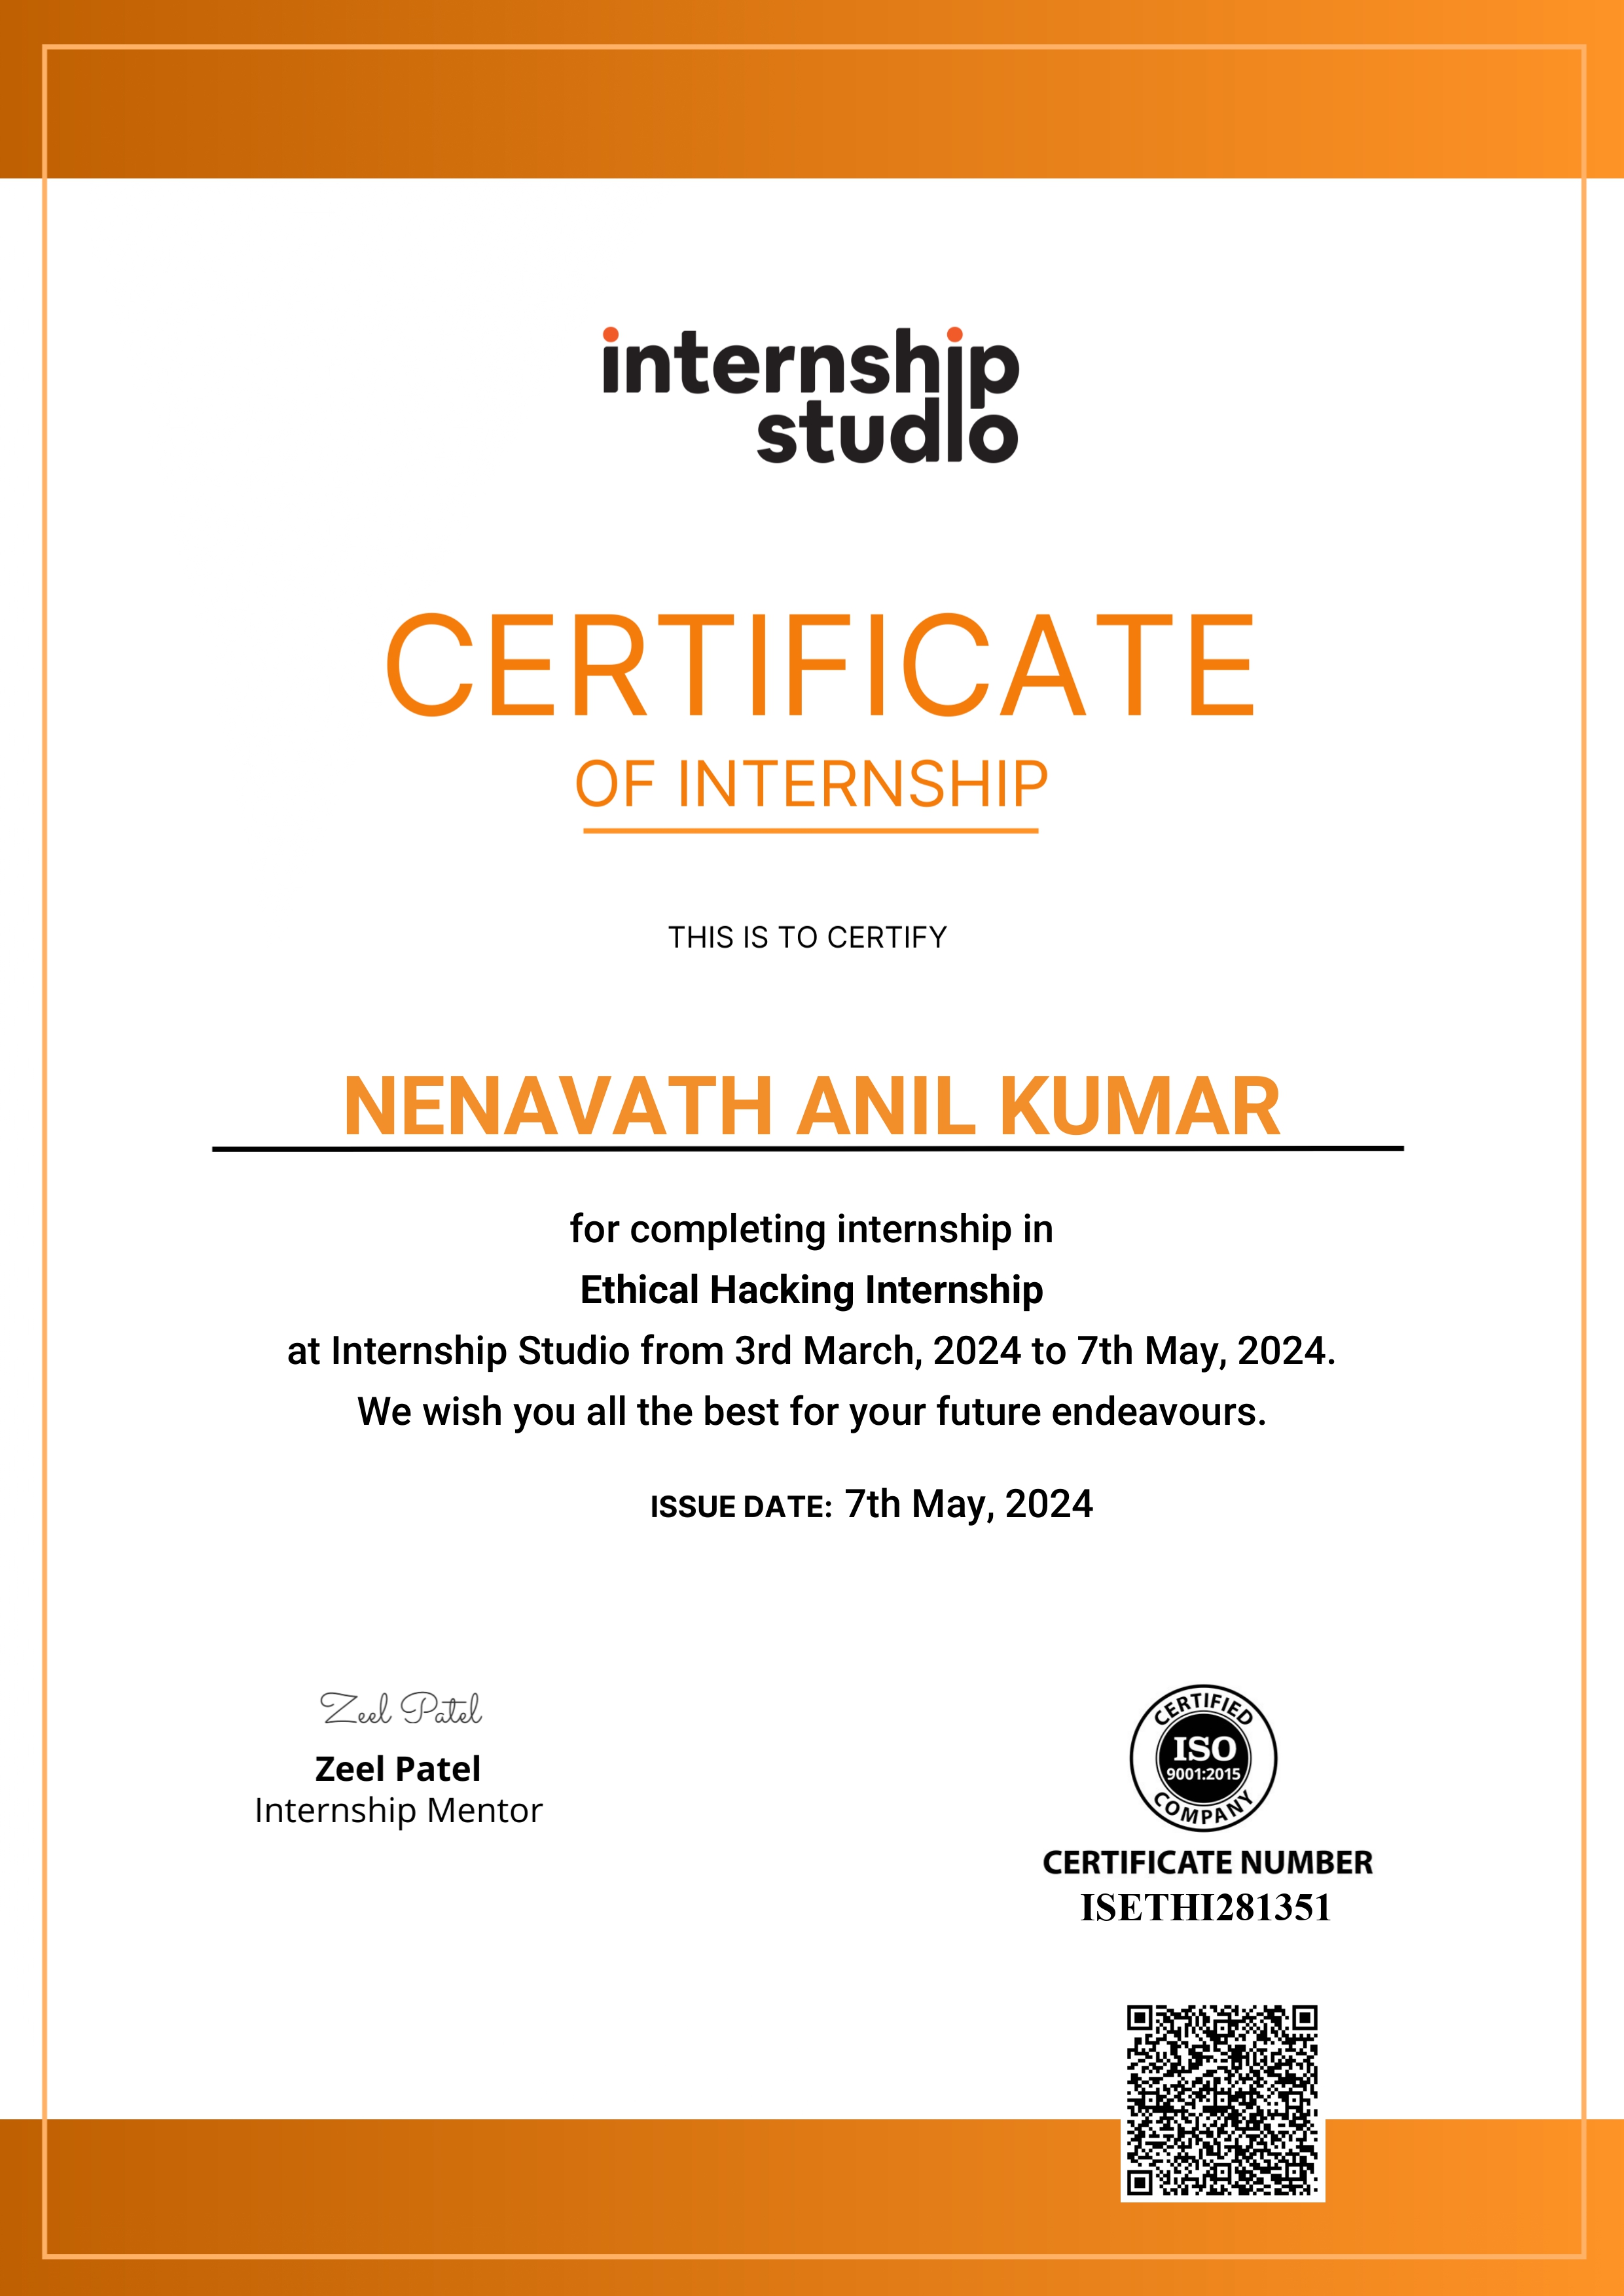 internship
studio
CERTIFICATE
OF INTERNSHIP
THIS IS TO CERTIFY
NENAVATH ANIL KUMAR
for completing internship in
Ethical Hacking Internship
at Internship Studio from 3rd March, 2024 to 7th May, 2024.
We wish you all the best for your future endeavours.
ISSUE DATE: 7th May, 2024
Zeel Patel
Zeel Patel
Internship Mentor
CERTIFIED
ISO
9001:2015
COMPANY
CERTIFICATE NUMBER
ISETHI281351